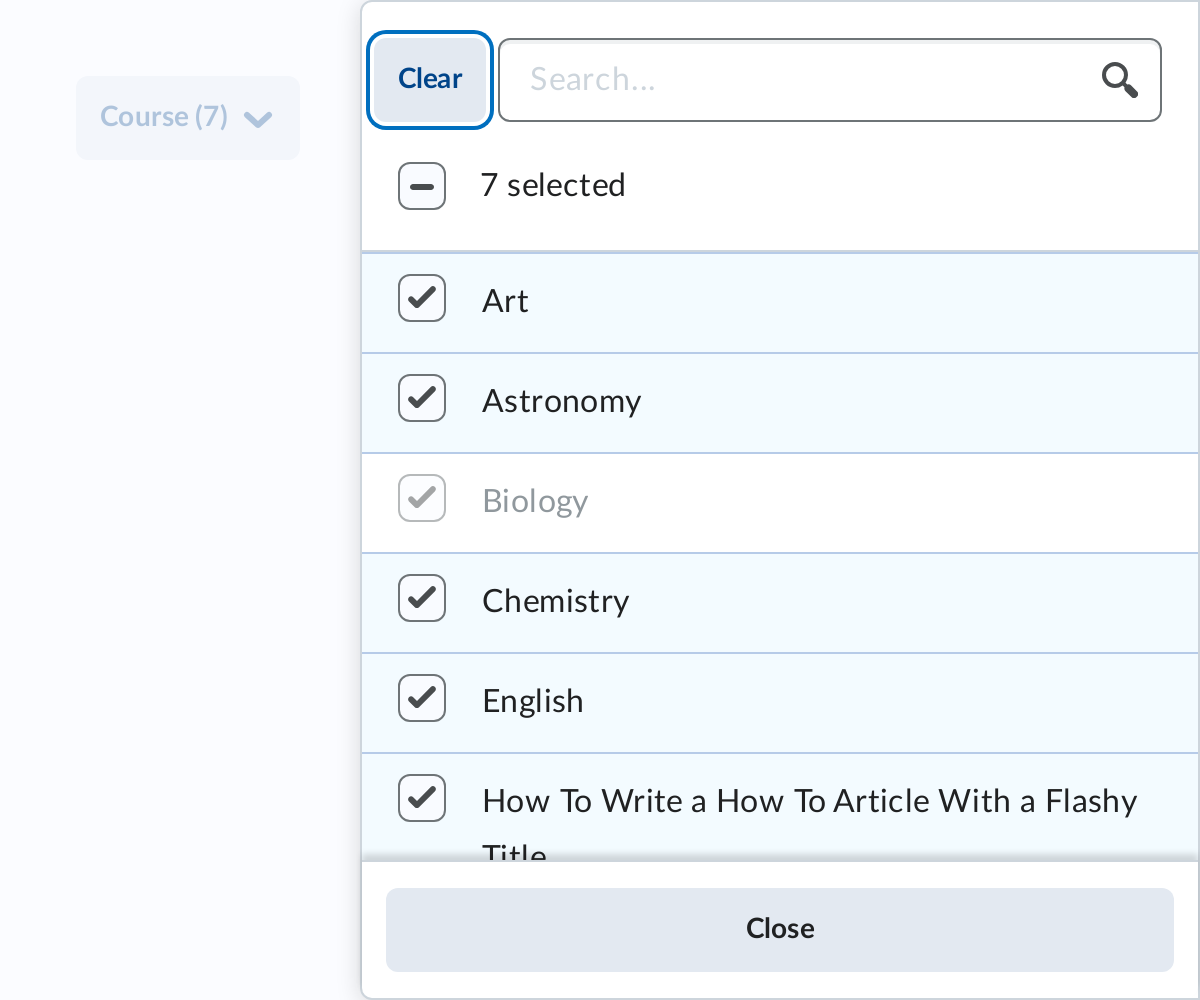 Course (7)
Clear
Search...
7 selected
Art
Astronomy
Biology
Chemistry
English
How To Write a How To Article With a Flashy
Title
Close